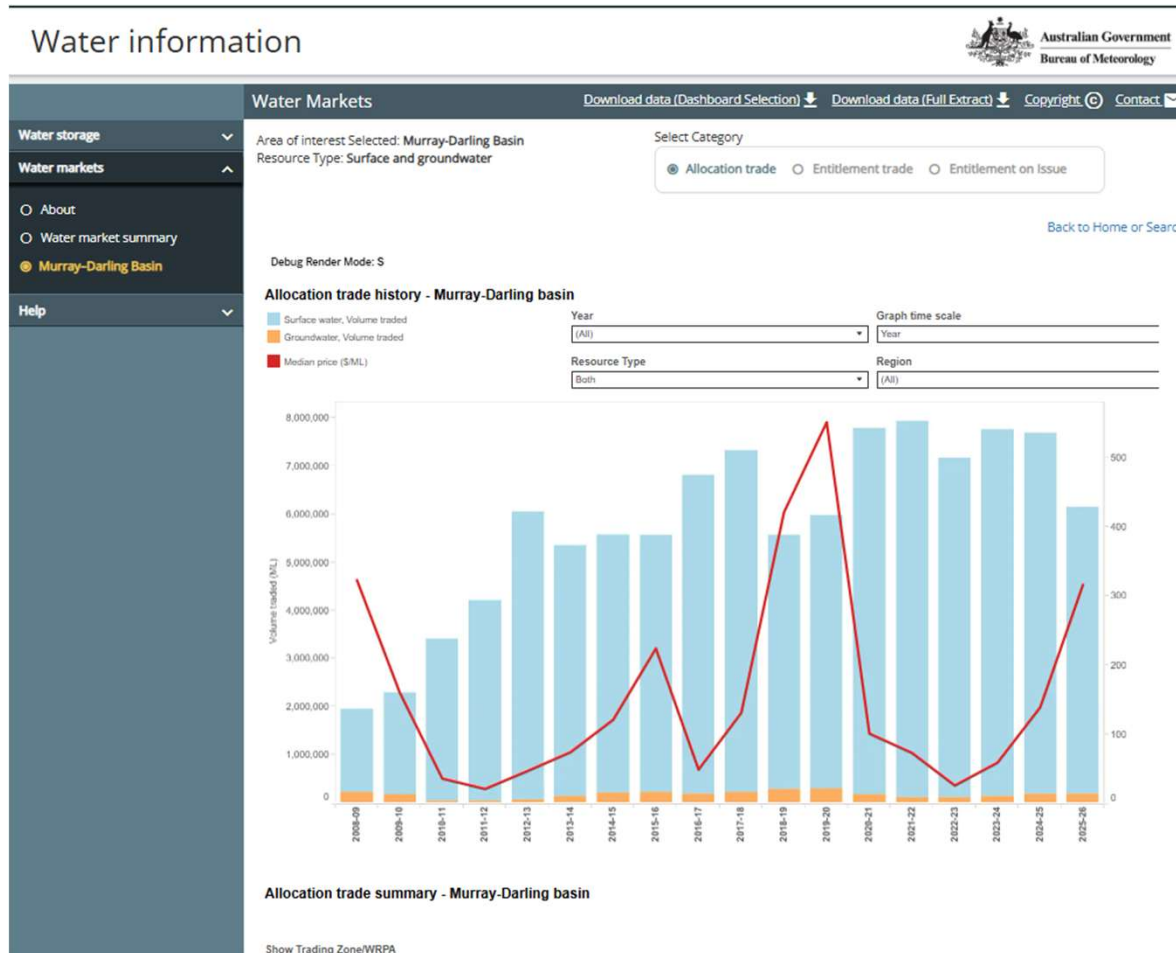 Water information
Australian Government
Bureau of Meteorology
Water Markets
Download data (Dashboard Selection)
Download data (Full Extract)
Copyright
Contact
Water storage
Water markets
About
Water market summary
Murray–Darling Basin
Help
Area of interest Selected: Murray-Darling Basin
Resource Type: Surface and groundwater
Select Category
Allocation trade
Entitlement trade
Entitlement on Issue
Back to Home or Searc
Debug Render Mode: S
Allocation trade history - Murray-Darling basin
Surface water, Volume traded
Groundwater, Volume traded
Median price ($/ML)
Year
(All)
Graph time scale
Year
Resource Type
Both
Region
(All)
Volume traded (ML)
8,000,000
7,000,000
6,000,000
5,000,000
4,000,000
3,000,000
2,000,000
1,000,000
0
500
400
300
200
100
0
2008-09
2009-10
2010-11
2011-12
2012-13
2013-14
2014-15
2015-16
2016-17
2017-18
2018-19
2019-20
2020-21
2021-22
2022-23
2023-24
2024-25
2025-26
Allocation trade summary - Murray-Darling basin
Show Trading Zone/WRPA